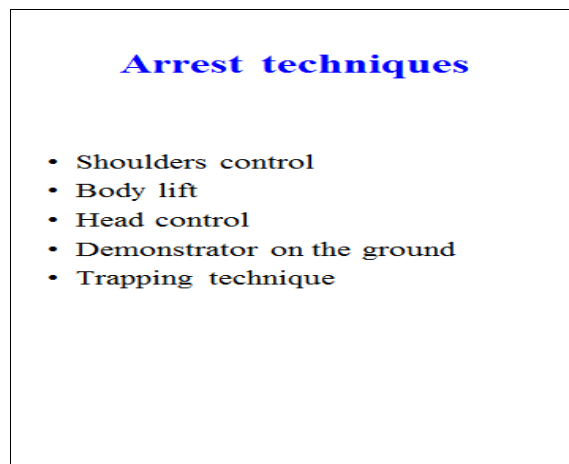 Arrest techniques
• Shoulders control
• Body lift
• Head control
• Demonstrator on the ground
• Trapping technique